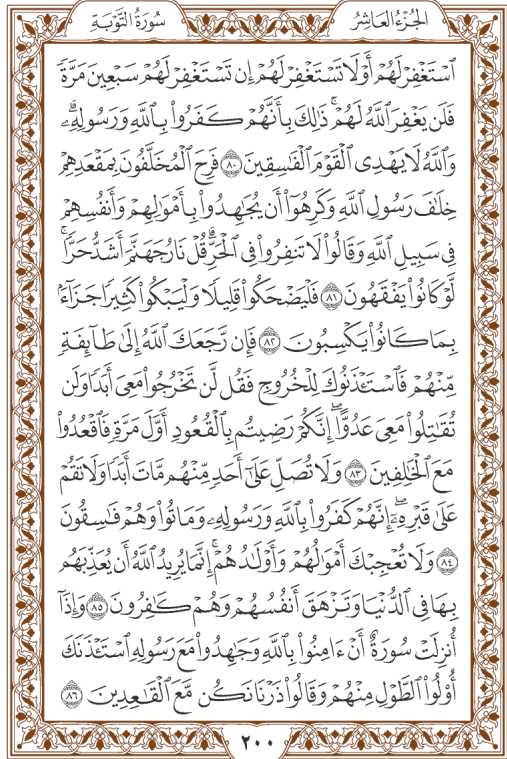 الجزء العاشر
سورة التوبة
ٱسۡتَغۡفِرۡ لَهُمۡ أَوۡ لَا تَسۡتَغۡفِرۡ لَهُمۡ إِن تَسۡتَغۡفِرۡ لَهُمۡ سَبۡعِينَ مَرَّةٗ
فَلَن يَغۡفِرَ ٱللَّهُ لَهُمۡۚ ذَٰلِكَ بِأَنَّهُمۡ كَفَرُواْ بِٱللَّهِ وَرَسُولِهِۦۗ
وَٱللَّهُ لَا يَهۡدِي ٱلۡقَوۡمَ ٱلۡفَٰسِقِينَ ٨٠ فَرِحَ ٱلۡمُخَلَّفُونَ بِمَقۡعَدِهِمۡ
خِلَٰفَ رَسُولِ ٱللَّهِ وَكَرِهُوٓاْ أَن يُجَٰهِدُواْ بِأَمۡوَٰلِهِمۡ وَأَنفُسِهِمۡ
فِي سَبِيلِ ٱللَّهِ وَقَالُواْ لَا تَنفِرُواْ فِي ٱلۡحَرِّۗ قُلۡ نَارُ جَهَنَّمَ أَشَدُّ حَرّٗاۚ
لَّوۡ كَانُواْ يَفۡقَهُونَ ٨١ فَلۡيَضۡحَكُواْ قَلِيلٗا وَلۡيَبۡكُواْ كَثِيرٗا جَزَآءَۢ
بِمَا كَانُواْ يَكۡسِبُونَ ٨٢ فَإِن رَّجَعَكَ ٱللَّهُ إِلَىٰ طَآئِفَةٖ
مِّنۡهُمۡ فَٱسۡتَـٔۡذَنُوكَ لِلۡخُرُوجِ فَقُل لَّن تَخۡرُجُواْ مَعِيَ أَبَدٗا وَلَن
تُقَٰتِلُواْ مَعِيَ عَدُوًّاۖ إِنَّكُمۡ رَضِيتُم بِٱلۡقُعُودِ أَوَّلَ مَرَّةٖ فَٱقۡعُدُواْ
مَعَ ٱلۡخَٰلِفِينَ ٨٣ وَلَا تُصَلِّ عَلَىٰٓ أَحَدٖ مِّنۡهُم مَّاتَ أَبَدٗا وَلَا تَقُمۡ
عَلَىٰ قَبۡرِهِۦٓۖ إِنَّهُمۡ كَفَرُواْ بِٱللَّهِ وَرَسُولِهِۦ وَمَاتُواْ وَهُمۡ فَٰسِقُونَ
٨٤ وَلَا تُعۡجِبۡكَ أَمۡوَٰلُهُمۡ وَأَوۡلَٰدُهُمۡۚ إِنَّمَا يُرِيدُ ٱللَّهُ أَن يُعَذِّبَهُم
بِهَا فِي ٱلدُّنۡيَا وَتَزۡهَقَ أَنفُسُهُمۡ وَهُمۡ كَٰفِرُونَ ٨٥ وَإِذَآ
أُنزِلَتۡ سُورَةٌ أَنۡ ءَامِنُواْ بِٱللَّهِ وَجَٰهِدُواْ مَعَ رَسُولِهِ ٱسۡتَـٔۡذَنَكَ
أُوْلُواْ ٱلطَّوۡلِ مِنۡهُمۡ وَقَالُواْ ذَرۡنَا نَكُن مَّعَ ٱلۡقَٰعِدِينَ ٨٦
٢٠٠